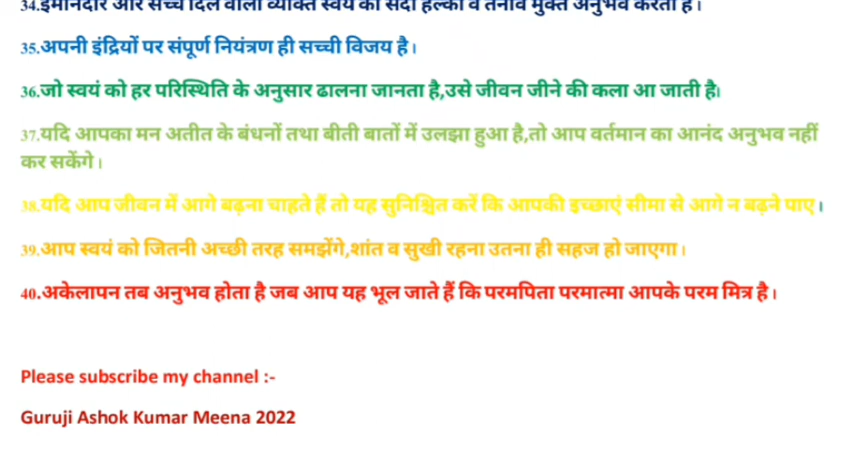 34.ईमानदार और सच्चे दिल वाला व्यक्ति स्वयं को सदा हल्का व तनाव मुक्त अनुभव करता है।
35.अपनी इंद्रियों पर संपूर्ण नियंत्रण ही सच्ची विजय है।
36.जो स्वयं को हर परिस्थिति के अनुसार ढालना जानता है,उसे जीवन जीने की कला आ जाती है।
37.यदि आपका मन अतीत के बंधनों तथा बीती बातों में उलझा हुआ है,तो आप वर्तमान का आनंद अनुभव नहीं
कर सकेंगे।
38.यदि आप जीवन में आगे बढ़ना चाहते हैं तो यह सुनिश्चित करें कि आपकी इच्छाएं सीमा से आगे न बढ़ने पाए।
39.आप स्वयं को जितनी अच्छी तरह समझेंगे,शांत व सुखी रहना उतना ही सहज हो जाएगा।
40.अकेलापन तब अनुभव होता है जब आप यह भूल जाते हैं कि परमपिता परमात्मा आपके परम मित्र है।
Please subscribe my channel :-
Guruji Ashok Kumar Meena 2022